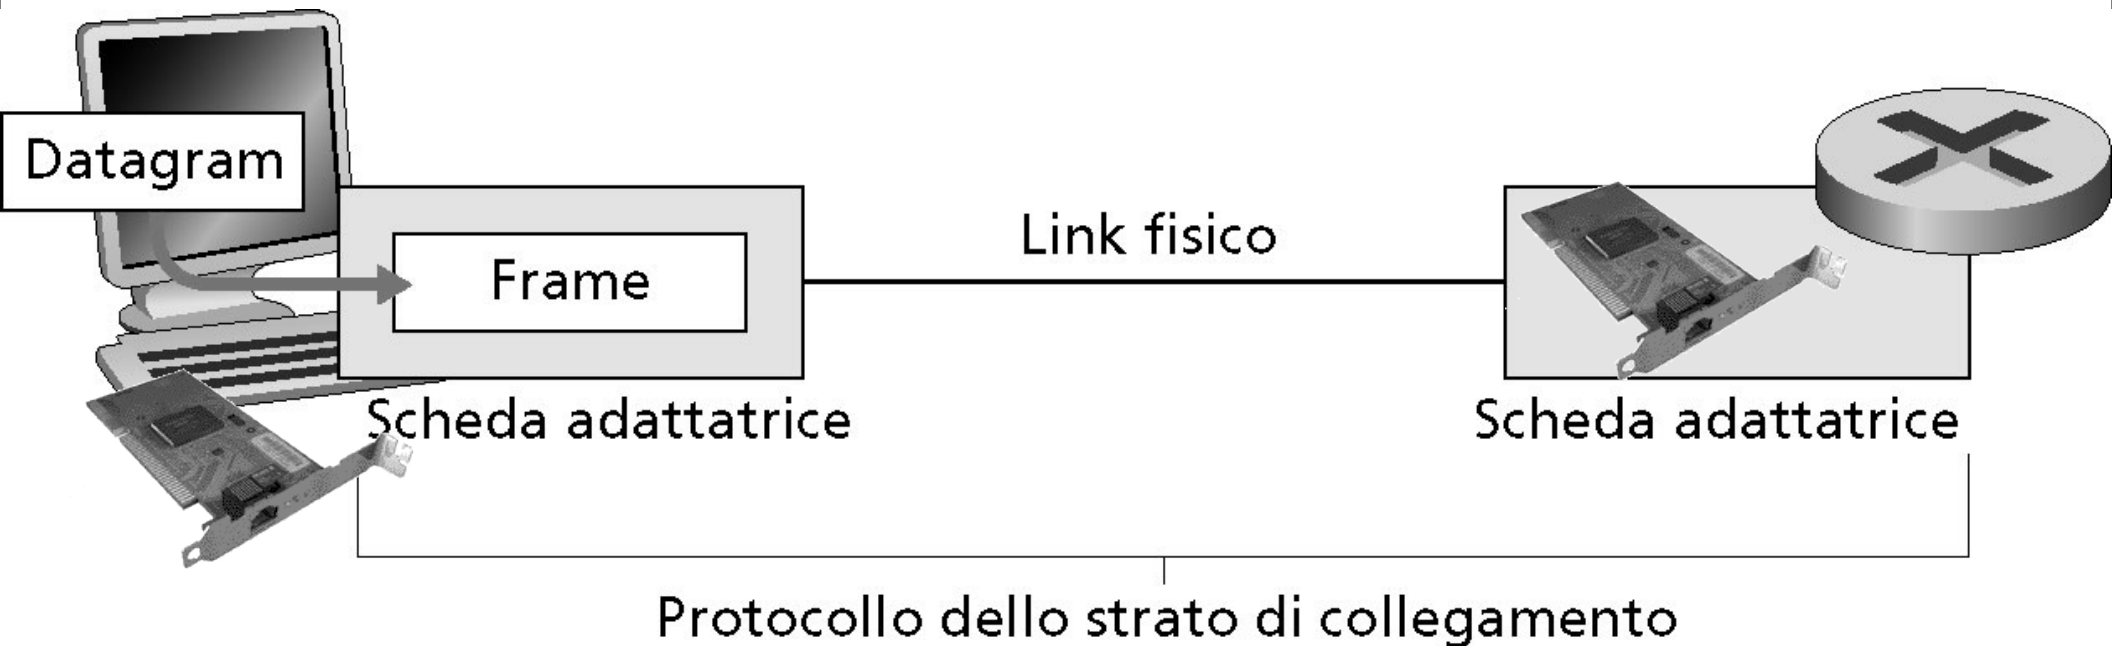 Datagram
Frame
Link fisico
Scheda adattatrice
Scheda adattatrice
Protocollo dello strato di collegamento